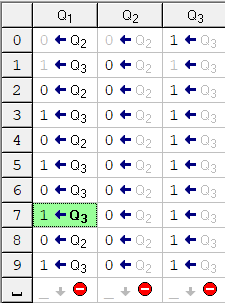 Q1 Q2 Q3
0 0 ← Q2 0 ← Q2 1 ← Q3
1 1 ← Q3 0 ← Q2 1 ← Q3
2 0 ← Q2 0 ← Q2 1 ← Q3
3 1 ← Q3 0 ← Q2 1 ← Q3
4 0 ← Q2 0 ← Q2 1 ← Q3
5 1 ← Q3 0 ← Q2 1 ← Q3
6 0 ← Q3 0 ← Q2 1 ← Q3
7 1 ← Q3 0 ← Q2 1 ← Q3
8 0 ← Q2 0 ← Q2 1 ← Q3
9 1 ← Q3 0 ← Q2 1 ← Q3
␣ _ ↓ ⛔ _ ↓ ⛔ _ ↓ ⛔